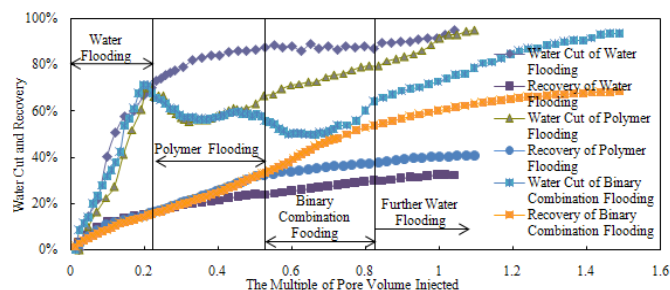 100%
80%
60%
40%
20%
0%
Water Cut and Recovery
0
0.2
0.4
0.6
0.8
1
1.2
1.4
1.6
The Multiple of Pore Volume Injected
Water
Flooding
Polymer Flooding
Binary
Combination
Fooding
Further Water
Flooding
Water Cut of Water
Flooding
Recovery of Water
Flooding
Water Cut of Polymer
Flooding
Recovery of Polymer
Flooding
Water Cut of Binary
Combination Flooding
Recovery of Binary
Combination Flooding